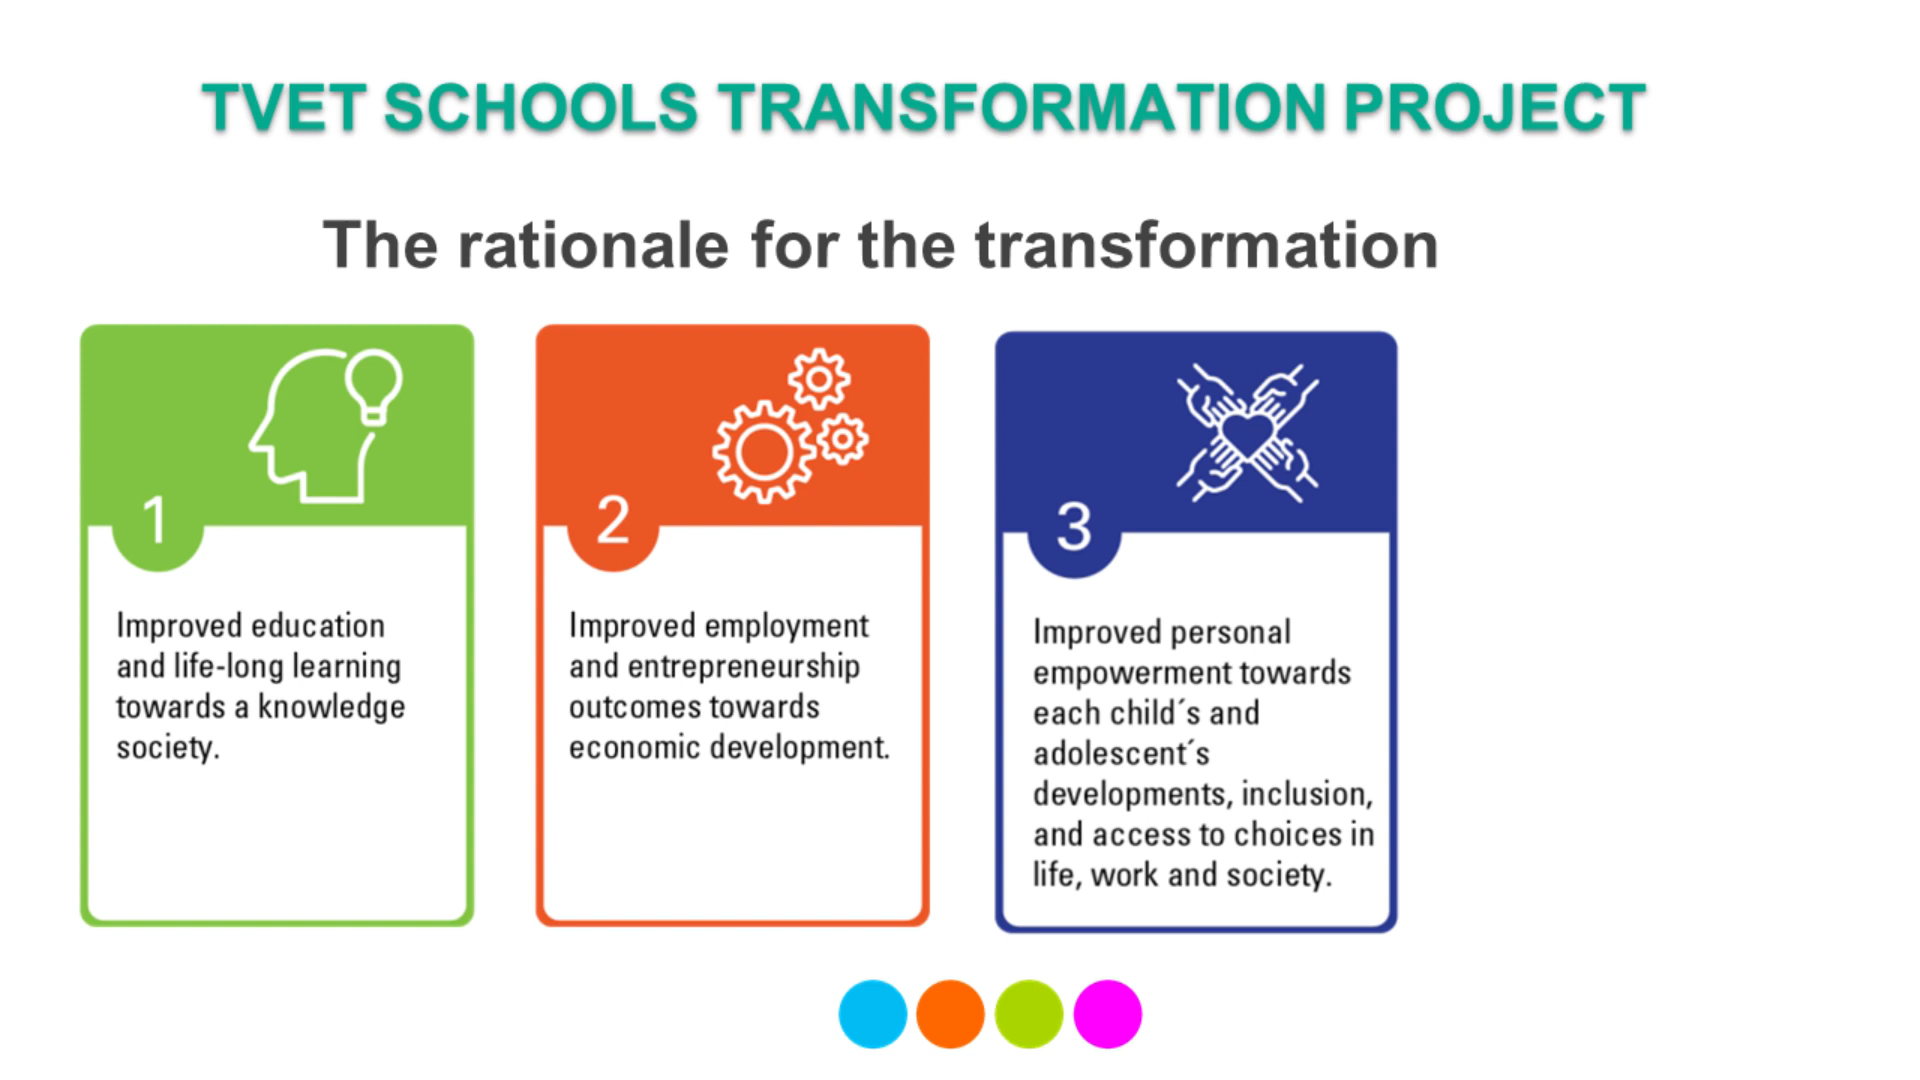 TVET SCHOOLS TRANSFORMATION PROJECT
The rationale for the transformation
1
Improved education
and life-long learning
towards a knowledge
society.
2
Improved employment
and entrepreneurship
outcomes towards
economic development.
3
Improved personal
empowerment towards
each child´s and
adolescent´s
developments, inclusion,
and access to choices in
life, work and society.